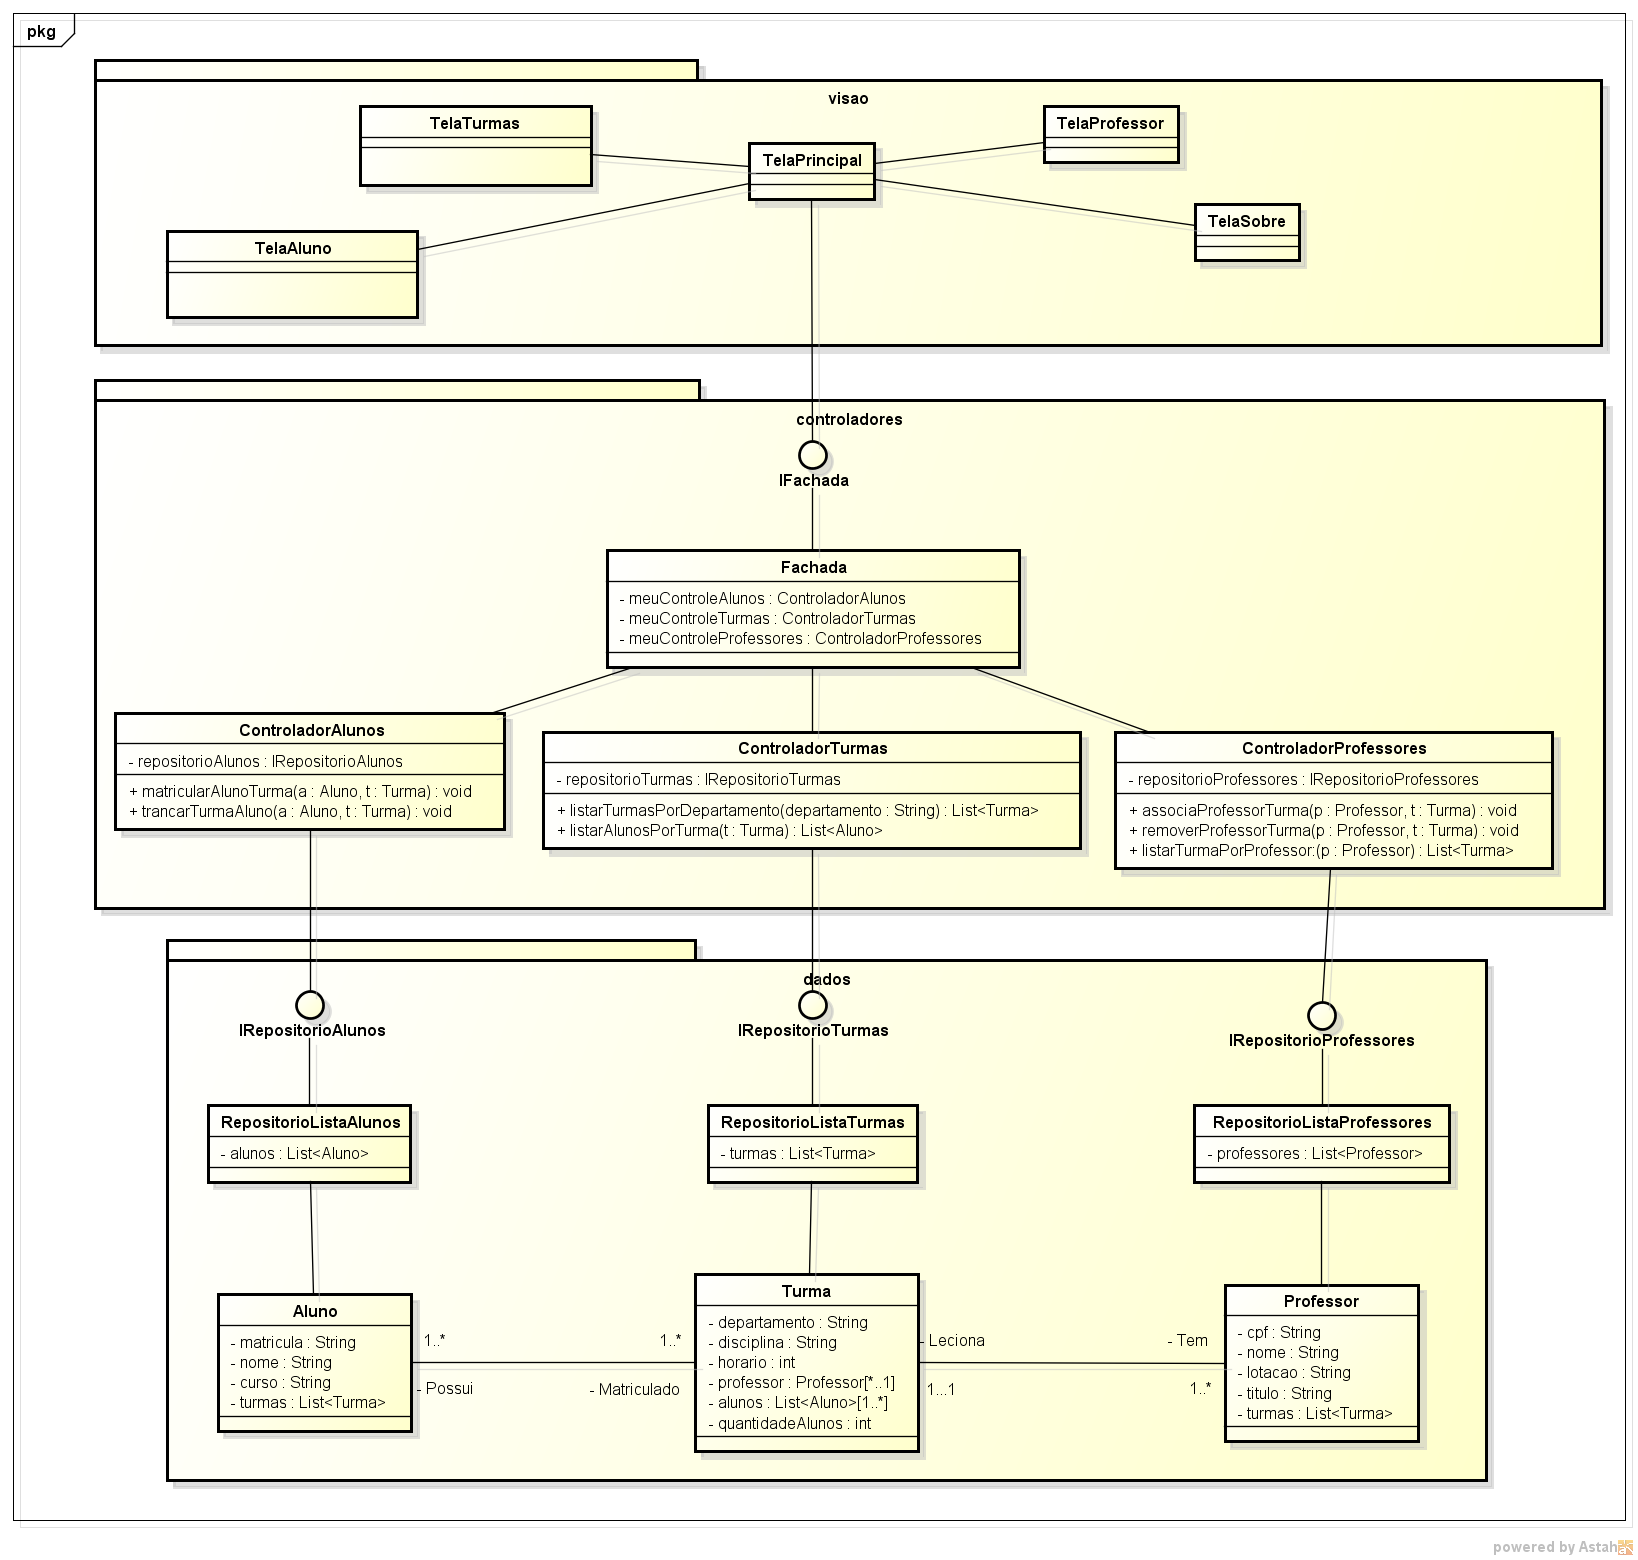 pkg
visao
TelaTurmas
TelaProfessor
TelaPrincipal
TelaSobre
TelaAluno
controladores
IFachada
Fachada
- meuControleAlunos : ControladorAlunos
- meuControleTurmas : ControladorTurmas
- meuControleProfessores : ControladorProfessores
ControladorAlunos
- repositorioAlunos : IRepositorioAlunos
+ matricularAlunoTurma(a : Aluno, t : Turma) : void
+ trancarTurmaAluno(a : Aluno, t : Turma) : void
ControladorTurmas
- repositorioTurmas : IRepositorioTurmas
+ listarTurmasPorDepartamento(departamento : String) : List<Turma>
+ listarAlunosPorTurma(t : Turma) : List<Aluno>
ControladorProfessores
- repositorioProfessores : IRepositorioProfessores
+ associaProfessorTurma(p : Professor, t : Turma) : void
+ removerProfessorTurma(p : Professor, t : Turma) : void
+ listarTurmaPorProfessor:(p : Professor) : List<Turma>
dados
IRepositorioAlunos
IRepositorioTurmas
IRepositorioProfessores
RepositorioListaAlunos
- alunos : List<Aluno>
RepositorioListaTurmas
- turmas : List<Turma>
RepositorioListaProfessores
- professores : List<Professor>
Aluno
- matricula : String
- nome : String
- curso : String
- turmas : List<Turma>
1..*
1..*
- Possui
- Matriculado
Turma
- departamento : String
- disciplina : String
- horario : int
- professor : Professor[*..1]
- alunos : List<Aluno>[1..*]
- quantidadeAlunos : int
- Leciona
- Tem
1...1
1..*
Professor
- cpf : String
- nome : String
- lotacao : String
- titulo : String
- turmas : List<Turma>
powered by Astah